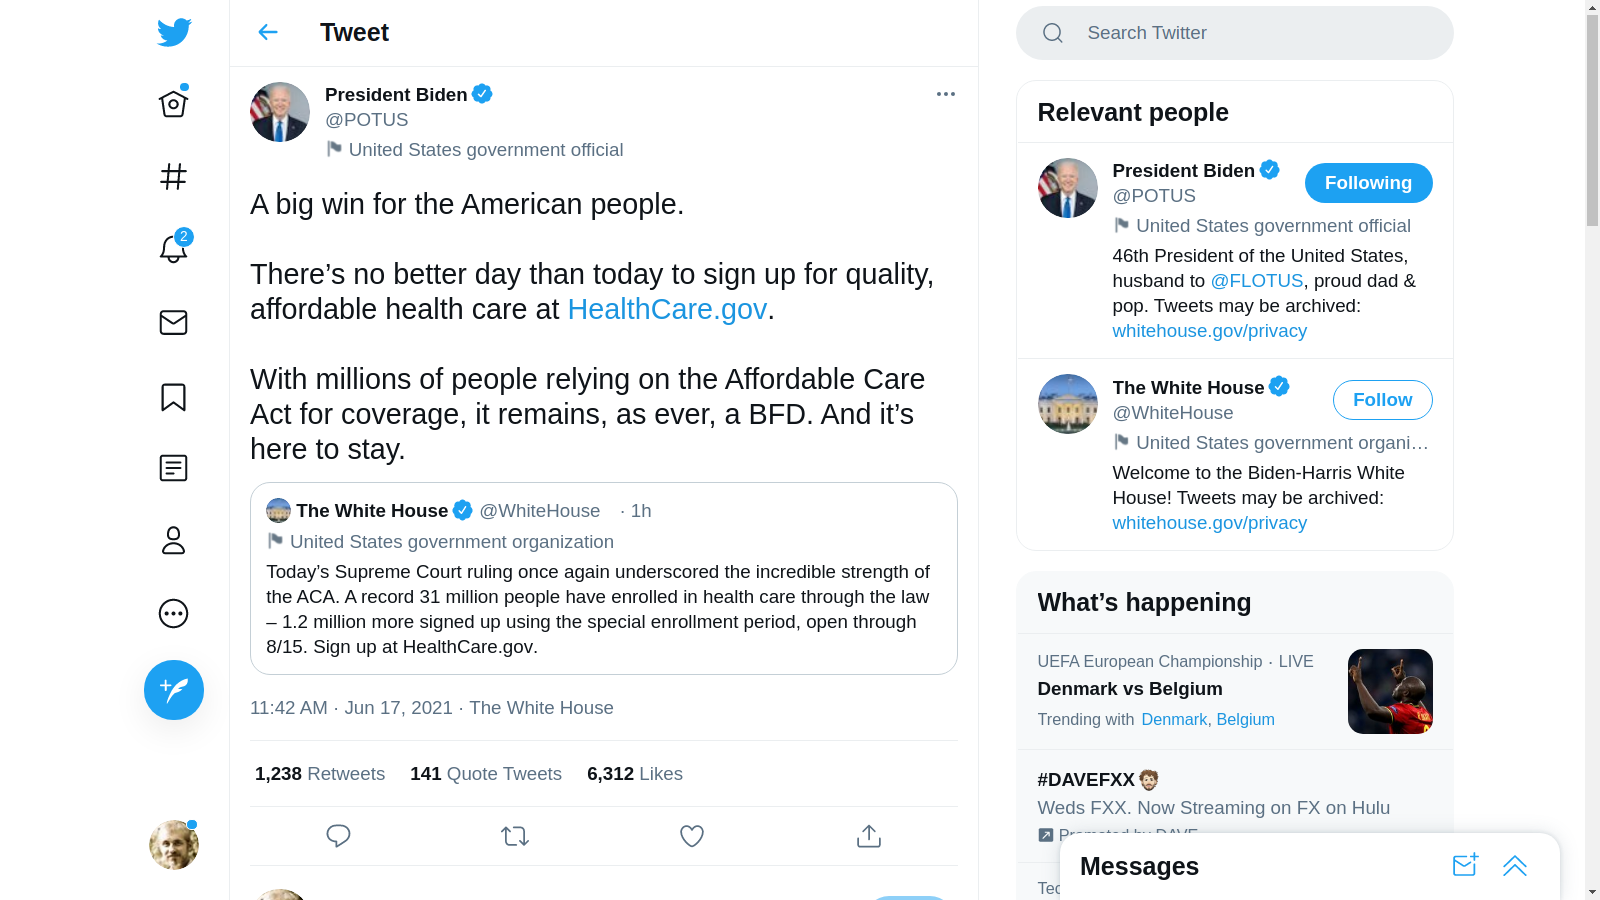 Tweet
President Biden
@POTUS
United States government official
A big win for the American people.
There’s no better day than today to sign up for quality,
affordable health care at HealthCare.gov.
With millions of people relying on the Affordable Care
Act for coverage, it remains, as ever, a BFD. And it’s
here to stay.
The White House @WhiteHouse · 1h
United States government organization
Today’s Supreme Court ruling once again underscored the incredible strength of
the ACA. A record 31 million people have enrolled in health care through the law
– 1.2 million more signed up using the special enrollment period, open through
8/15. Sign up at HealthCare.gov.
11:42 AM · Jun 17, 2021 · The White House
1,238 Retweets 141 Quote Tweets 6,312 Likes
2
Search Twitter
Relevant people
President Biden
Following
@POTUS
United States government official
46th President of the United States,
husband to @FLOTUS, proud dad &
pop. Tweets may be archived:
whitehouse.gov/privacy
The White House
Follow
@WhiteHouse
United States government organi…
Welcome to the Biden-Harris White
House! Tweets may be archived:
whitehouse.gov/privacy
What’s happening
UEFA European Championship · LIVE
Denmark vs Belgium
Trending with Denmark, Belgium
#DAVEFXX
Weds FXX. Now Streaming on FX on Hulu
Promoted by DAVE
Messages